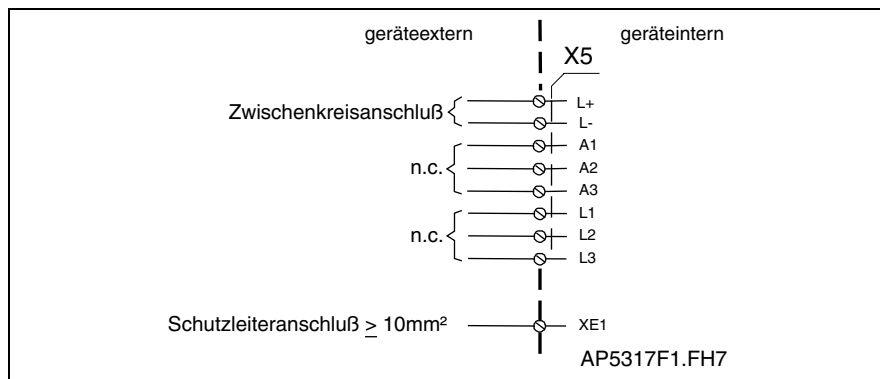 geräteextern
geräteintern
X5
Zwischenkreisanschluß
L+
L-
n.c.
A1
A2
A3
n.c.
L1
L2
L3
Schutzleiteranschluß ≥ 10mm²
XE1
AP5317F1.FH7